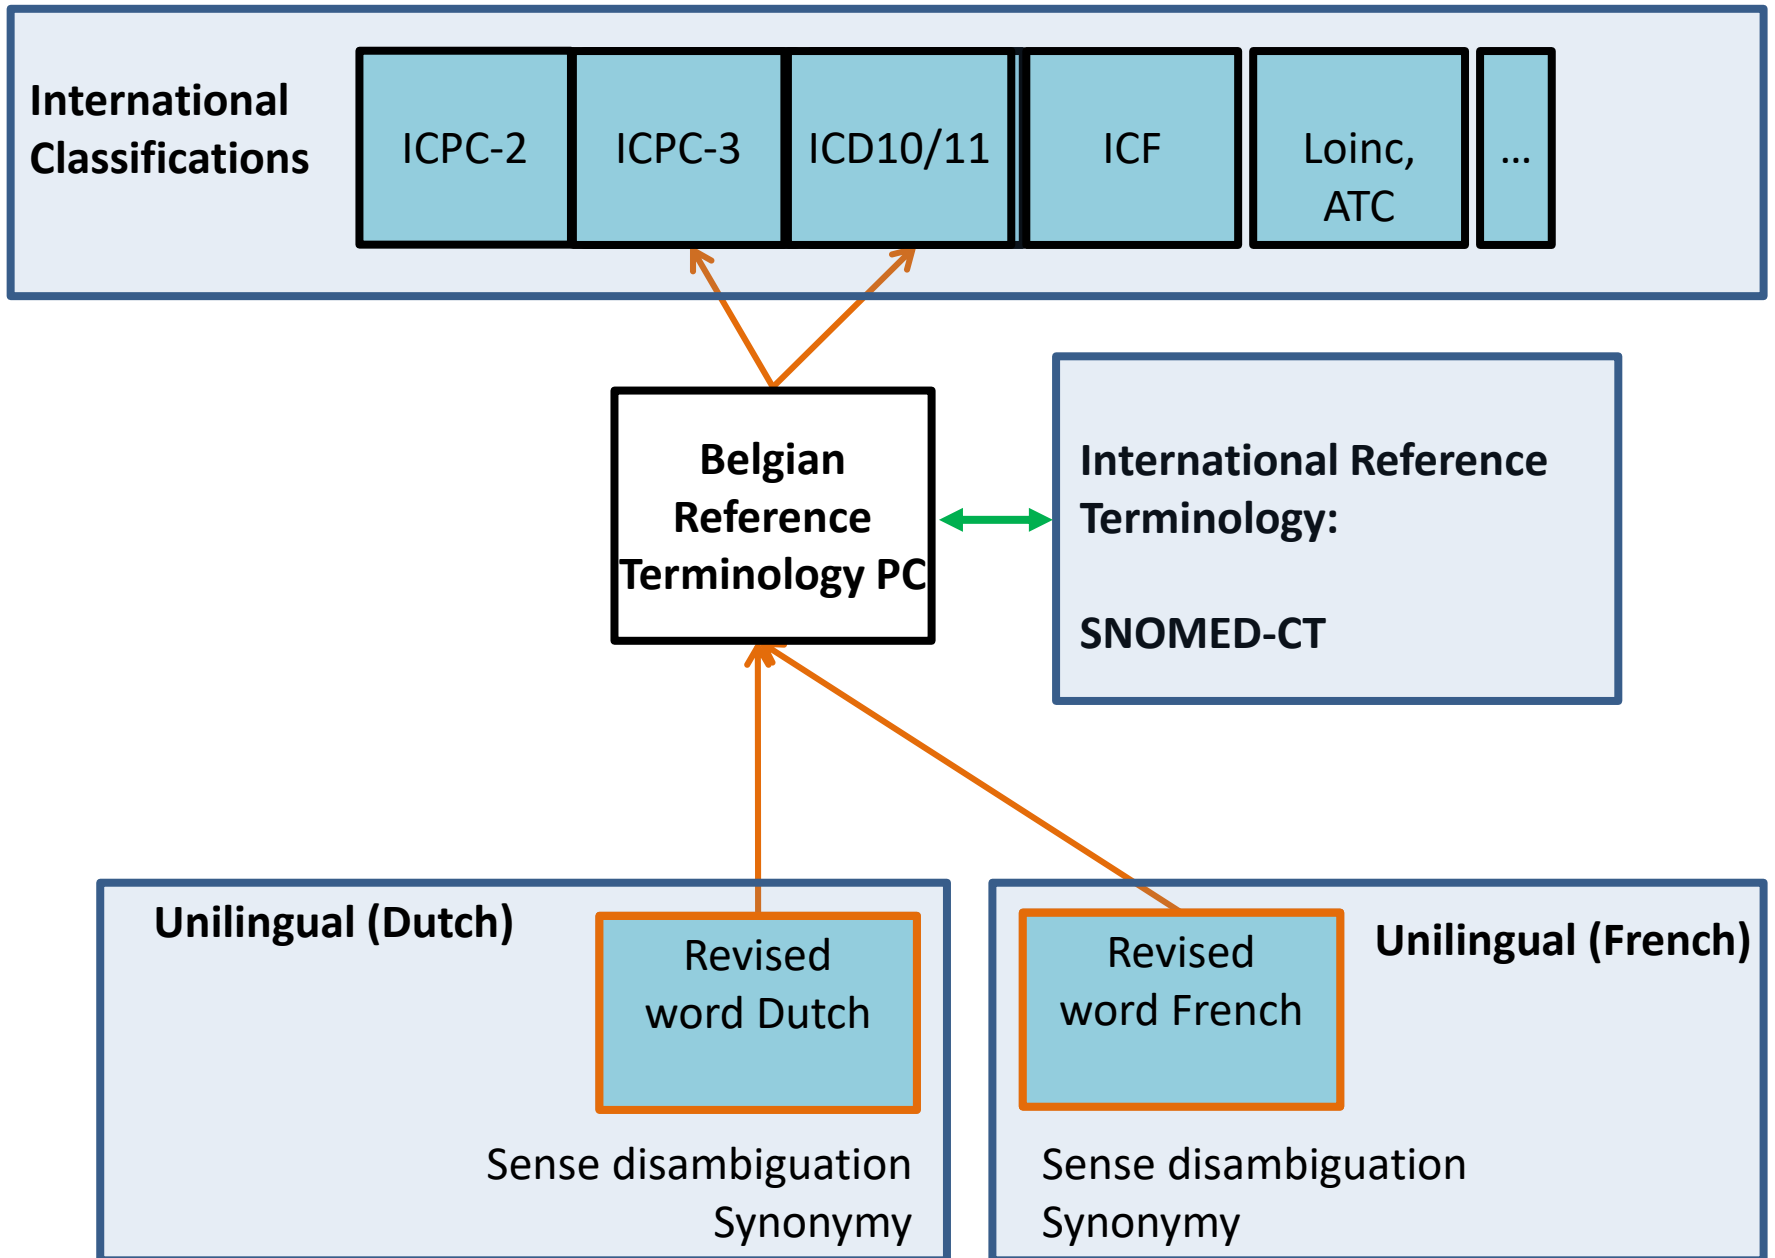 International
Classifications
ICPC-2
ICPC-3
ICD10/11
ICF
Loinc,
ATC
...
Belgian
Reference
Terminology PC
International Reference
Terminology:
SNOMED-CT
Unilingual (Dutch)
Revised
word Dutch
Sense disambiguation
Synonymy
Revised
word French
Unilingual (French)
Sense disambiguation
Synonymy